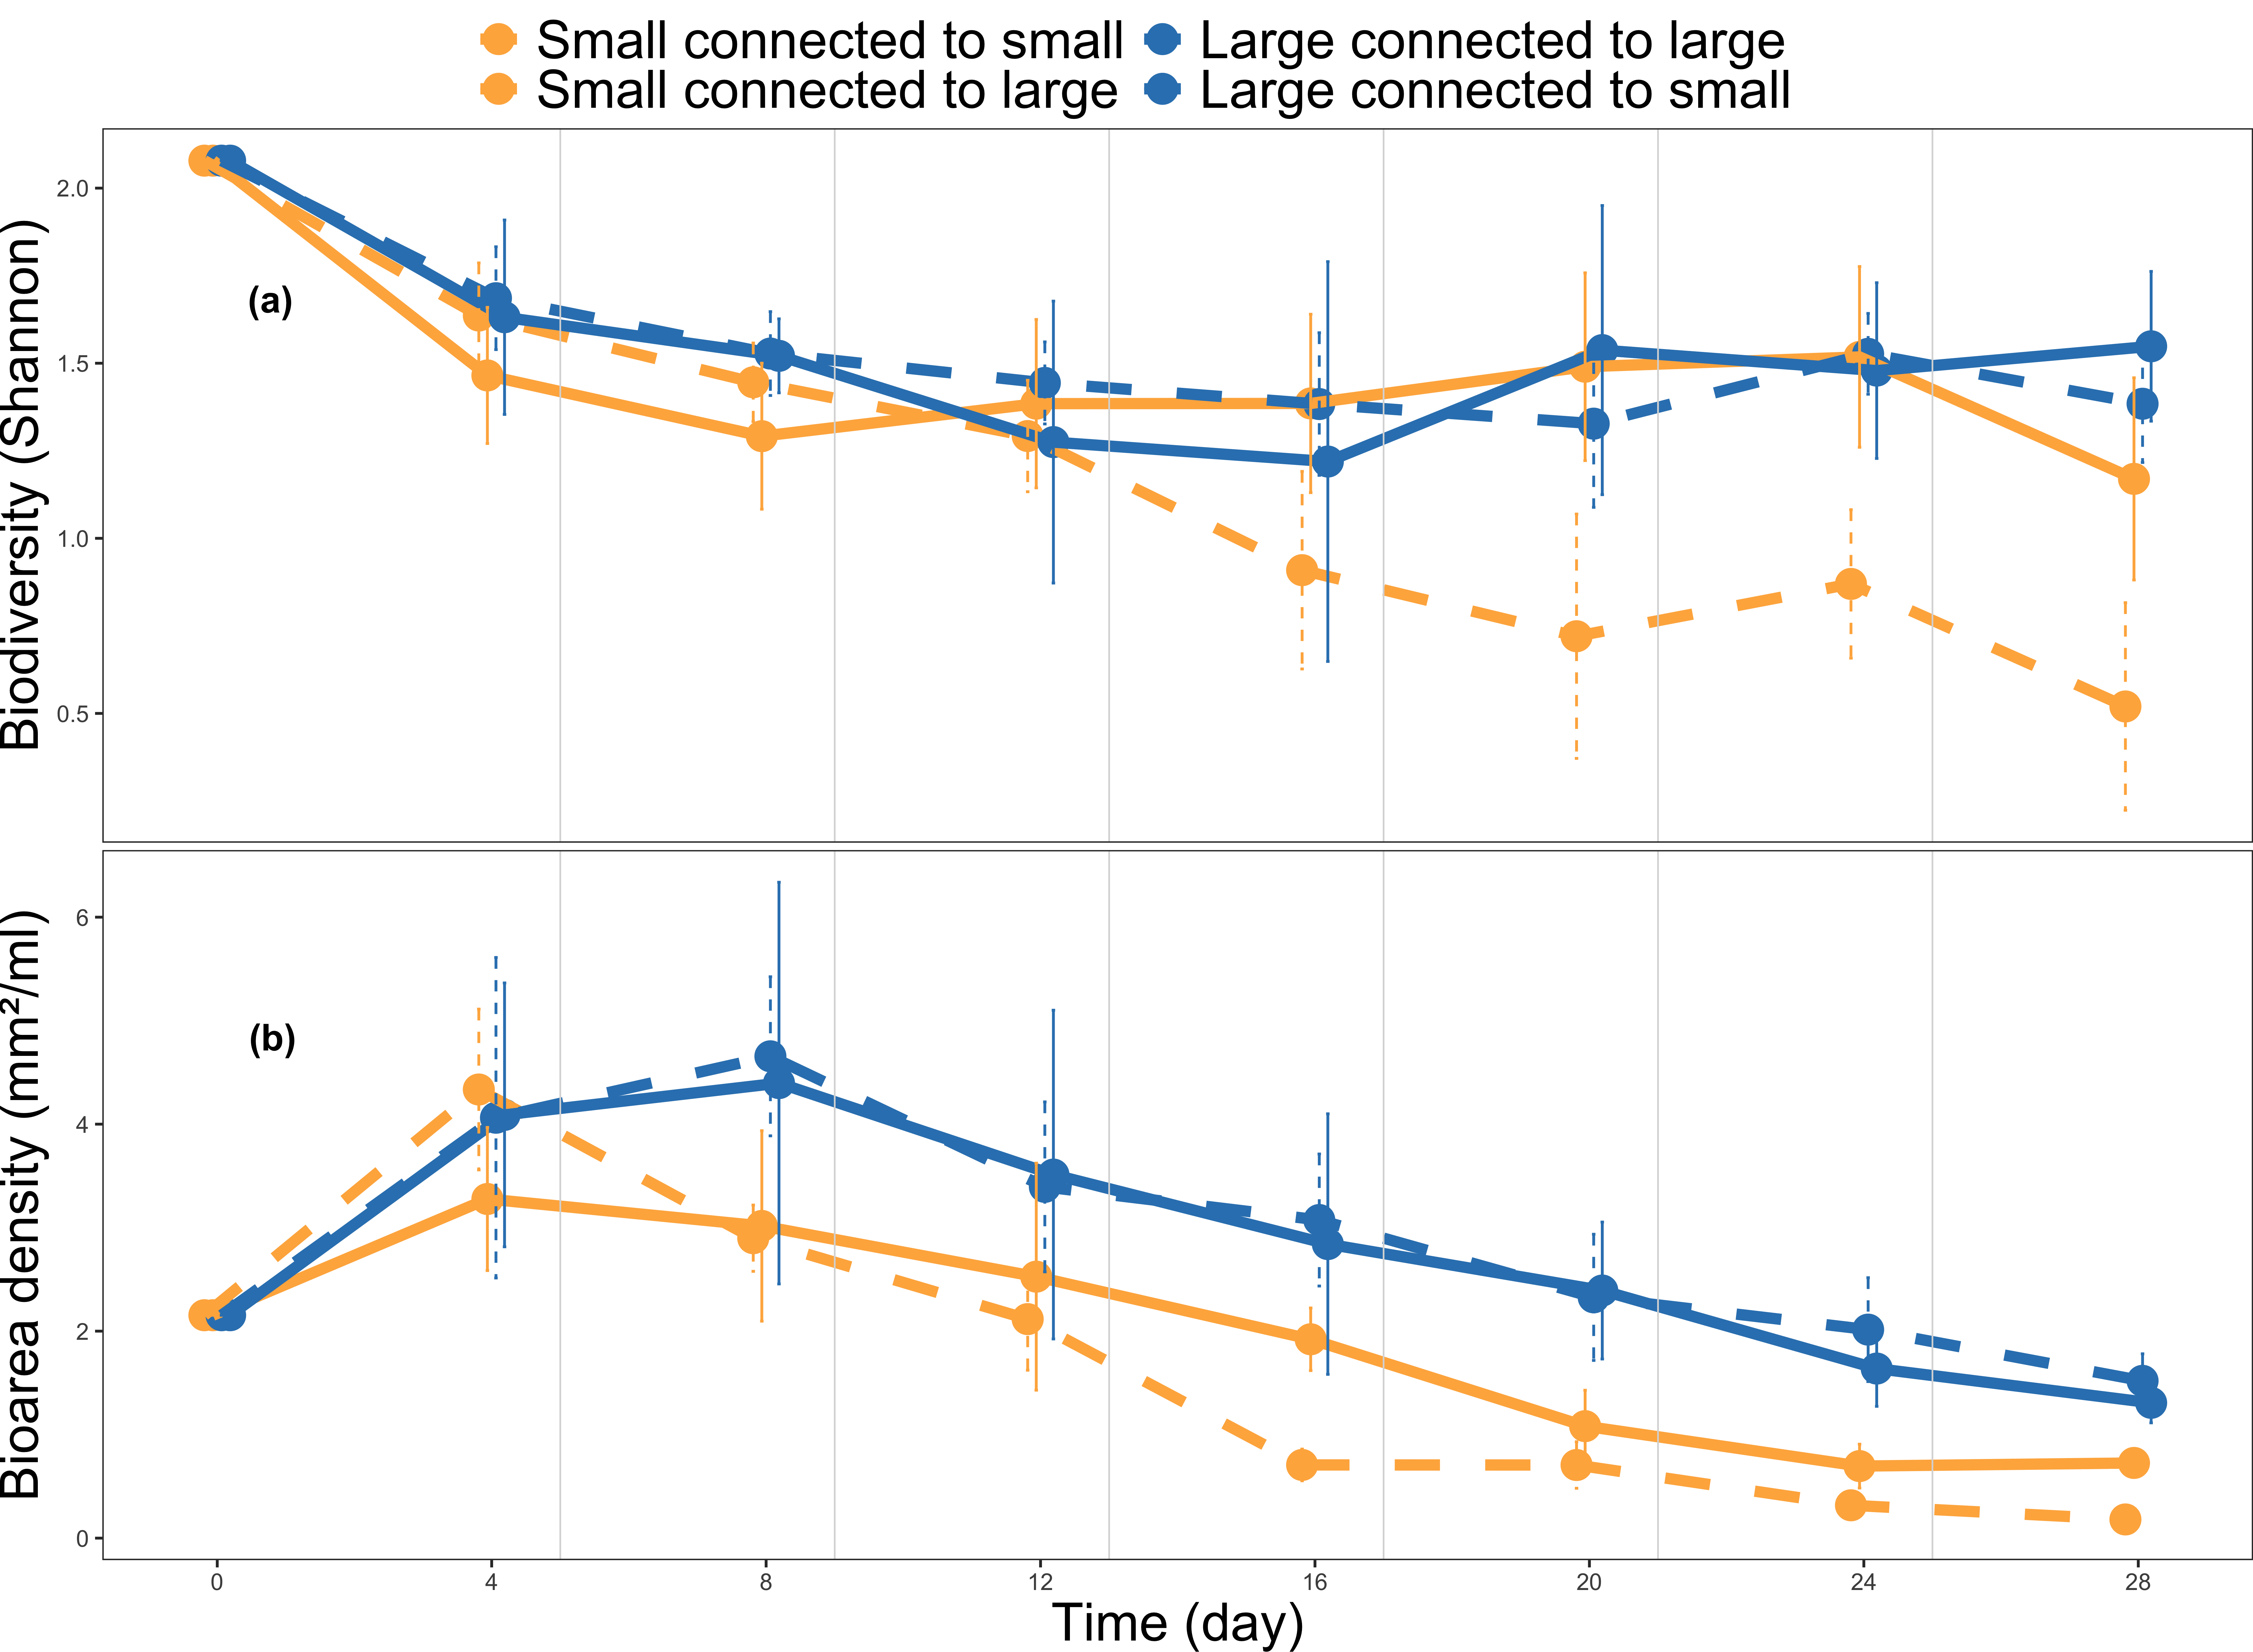 Small connected to small Large connected to large
Small connected to large Large connected to small
Biodiversity (Shannon)
2.0
1.5
1.0
0.5
(a)
Bioarea density (mm²/ml)
6
4
2
0
(b)
0 4 8 12 16 20 24 28
Time (day)